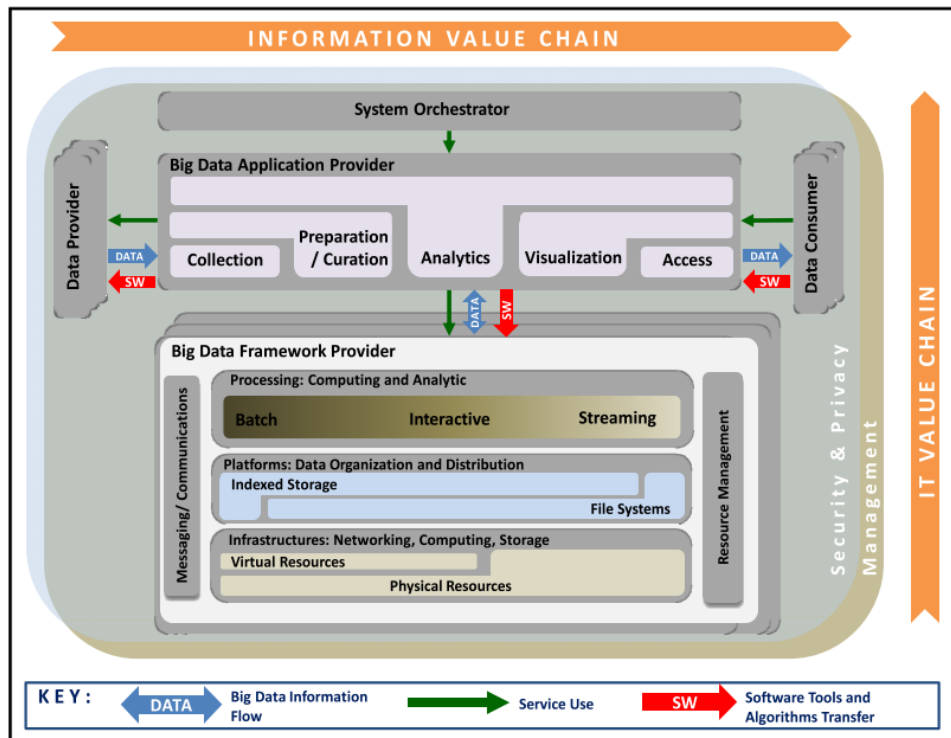 INFORMATION VALUE CHAIN
System Orchestrator
Big Data Application Provider
Data Provider
Data Consumer
Preparation
/ Curation
Collection
Analytics
Visualization
Access
DATA
SW
DATA
SW
DATA
SW
Big Data Framework Provider
Messaging/ Communications
Resource Management
Processing: Computing and Analytic
Batch
Interactive
Streaming
Platforms: Data Organization and Distribution
Indexed Storage
File Systems
Infrastructures: Networking, Computing, Storage
Virtual Resources
Physical Resources
Security & Privacy
Management
IT VALUE CHAIN
KEY:
DATA
Big Data Information
Flow
Service Use
SW
Software Tools and
Algorithms Transfer